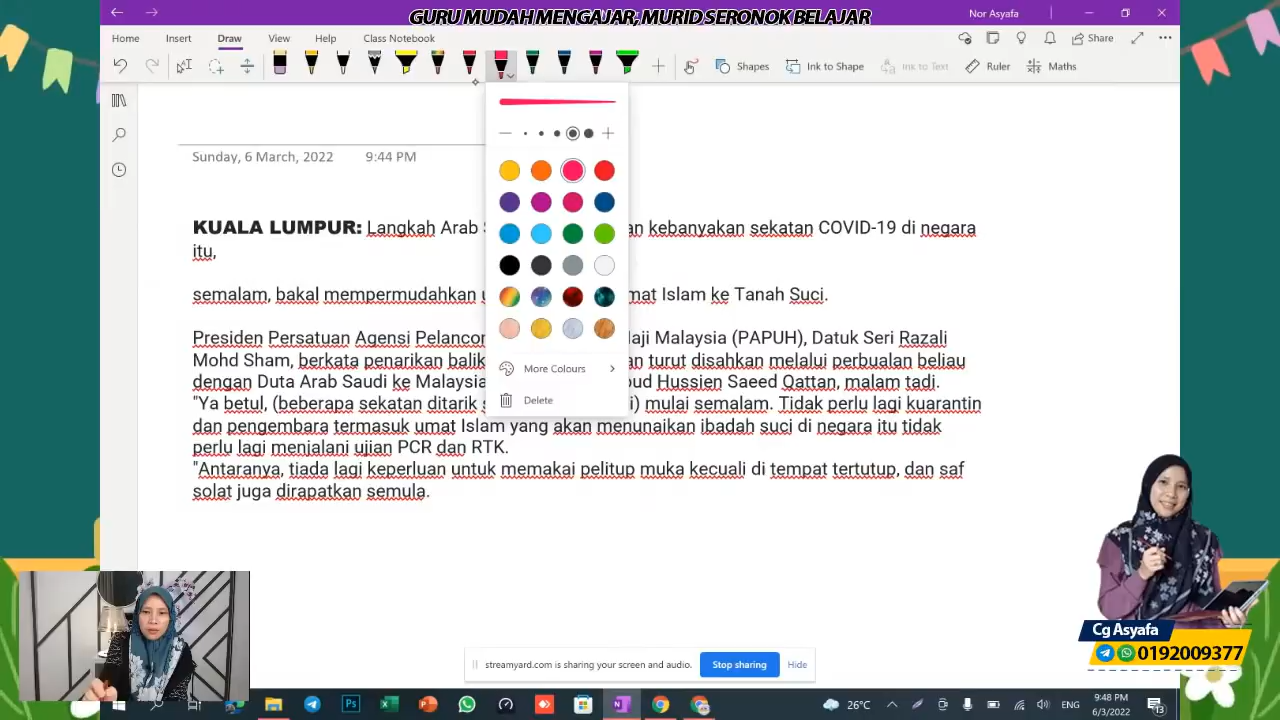 GURU MUDAH MENGAJAR, MURID SERONOK BELAJAR
Nor Asyafa
Home Insert Draw View Help Class Notebook
Share
Shapes Ink to Shape Ink to Text Ruler Maths
Sunday, 6 March, 2022 9:44 PM
KUALA LUMPUR: Langkah Arab kebanyakan sekatan COVID-19 di negara
itu,
semalam, bakal mempermudahkan Islam ke Tanah Suci.
Presiden Persatuan Agensi Malaysia (PAPUH), Datuk Seri Razali
Mohd Sham, berkata penarikan balik turut disahkan melalui perbualan beliau
dengan Duta Arab Saudi ke Malaysia Hussien Saeed Qattan, malam tadi.
"Ya betul, (beberapa sekatan ditarik mulai semalam. Tidak perlu lagi kuarantin
dan pengembara termasuk umat Islam yang akan menunaikan ibadah suci di negara itu tidak
perlu lagi menjalani ujian PCR dan RTK.
"Antaranya, tiada lagi keperluan untuk memakai pelitup muka kecuali di tempat tertutup, dan saf
solat juga dirapatkan semula.
More Colours
Delete
Cg Asyafa
0192009377
streamyard.com is sharing your screen and audio. Stop sharing Hide
26°C ENG 9:48 PM
6/3/2022 13